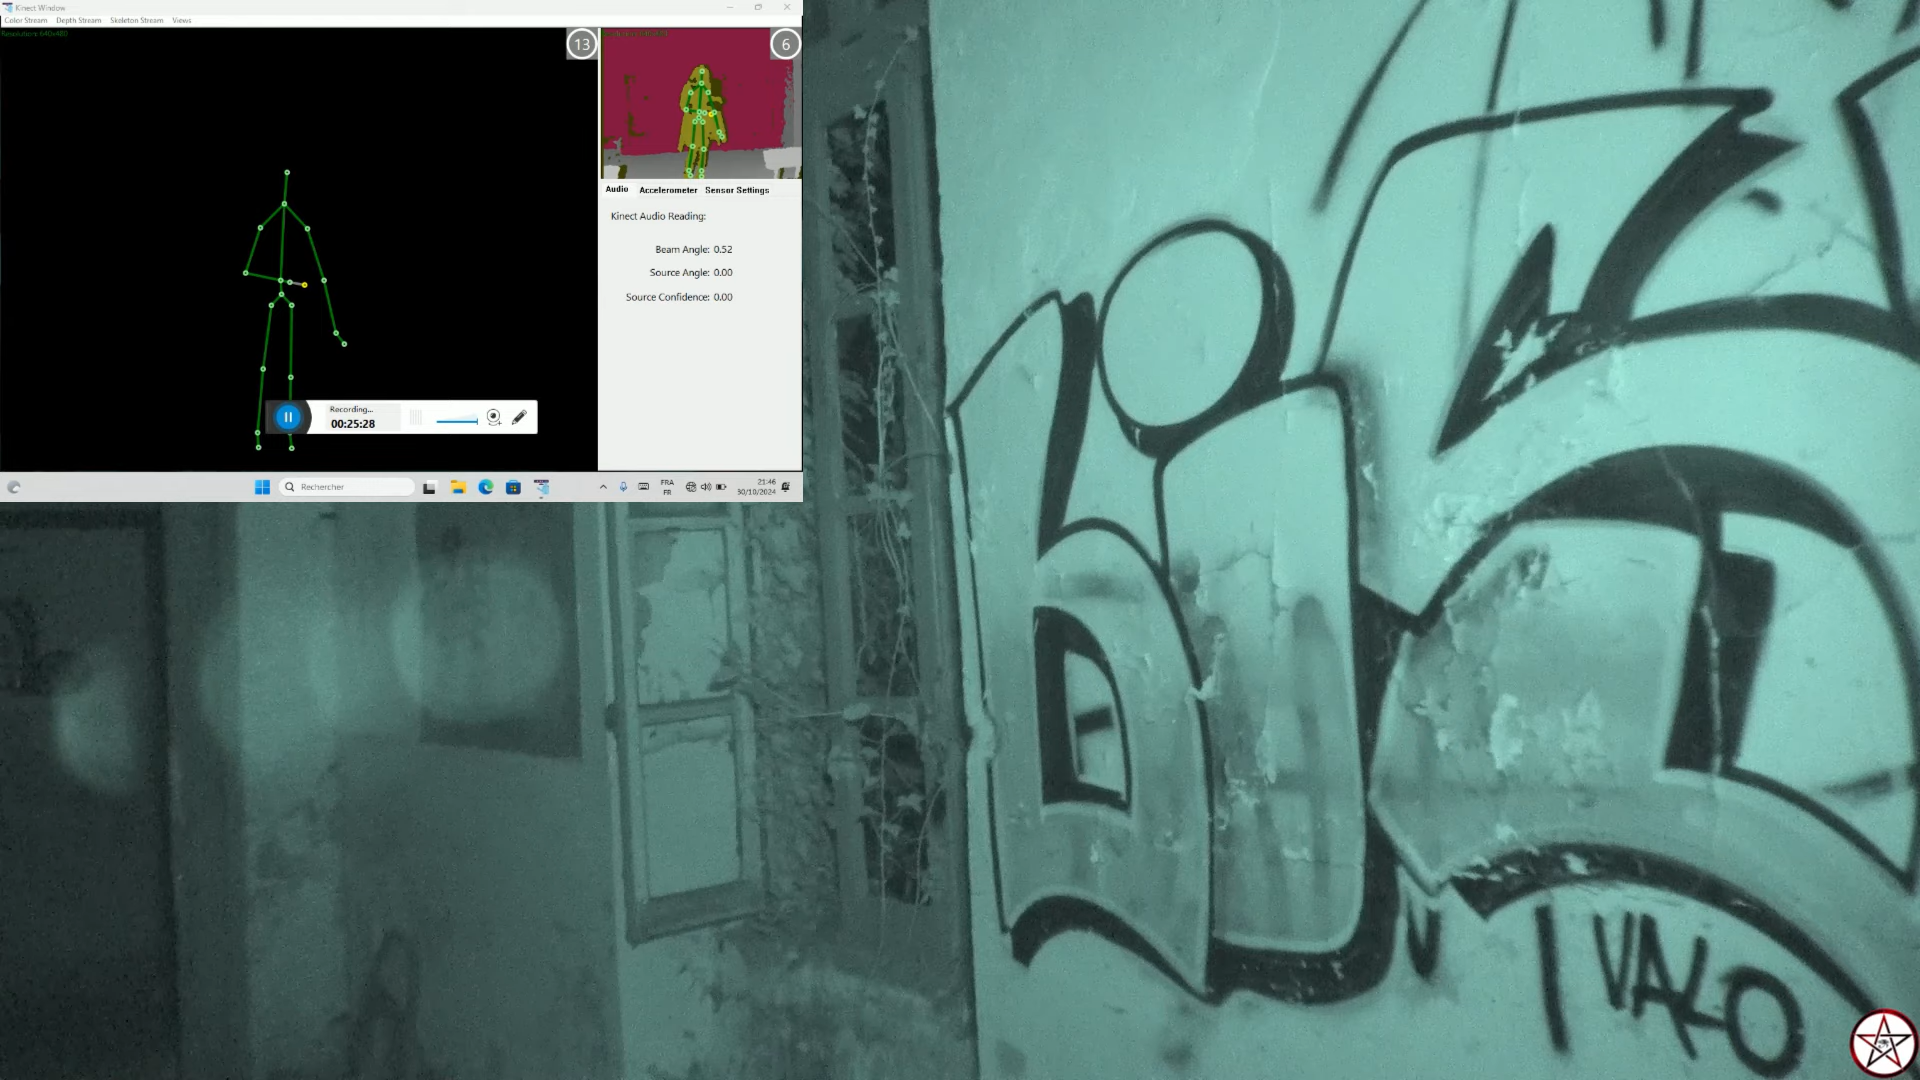 Kinect Window
Color Stream Depth Stream Skeleton Stream Views
Resolution: 640x480
13
6
Audio Accelerometer Sensor Settings
Kinect Audio Reading:
Beam Angle: 0.52
Source Angle: 0.00
Source Confidence: 0.00
Recording...
00:25:28
Rechercher
FRA
FR
21:46
30/10/2024
VALO